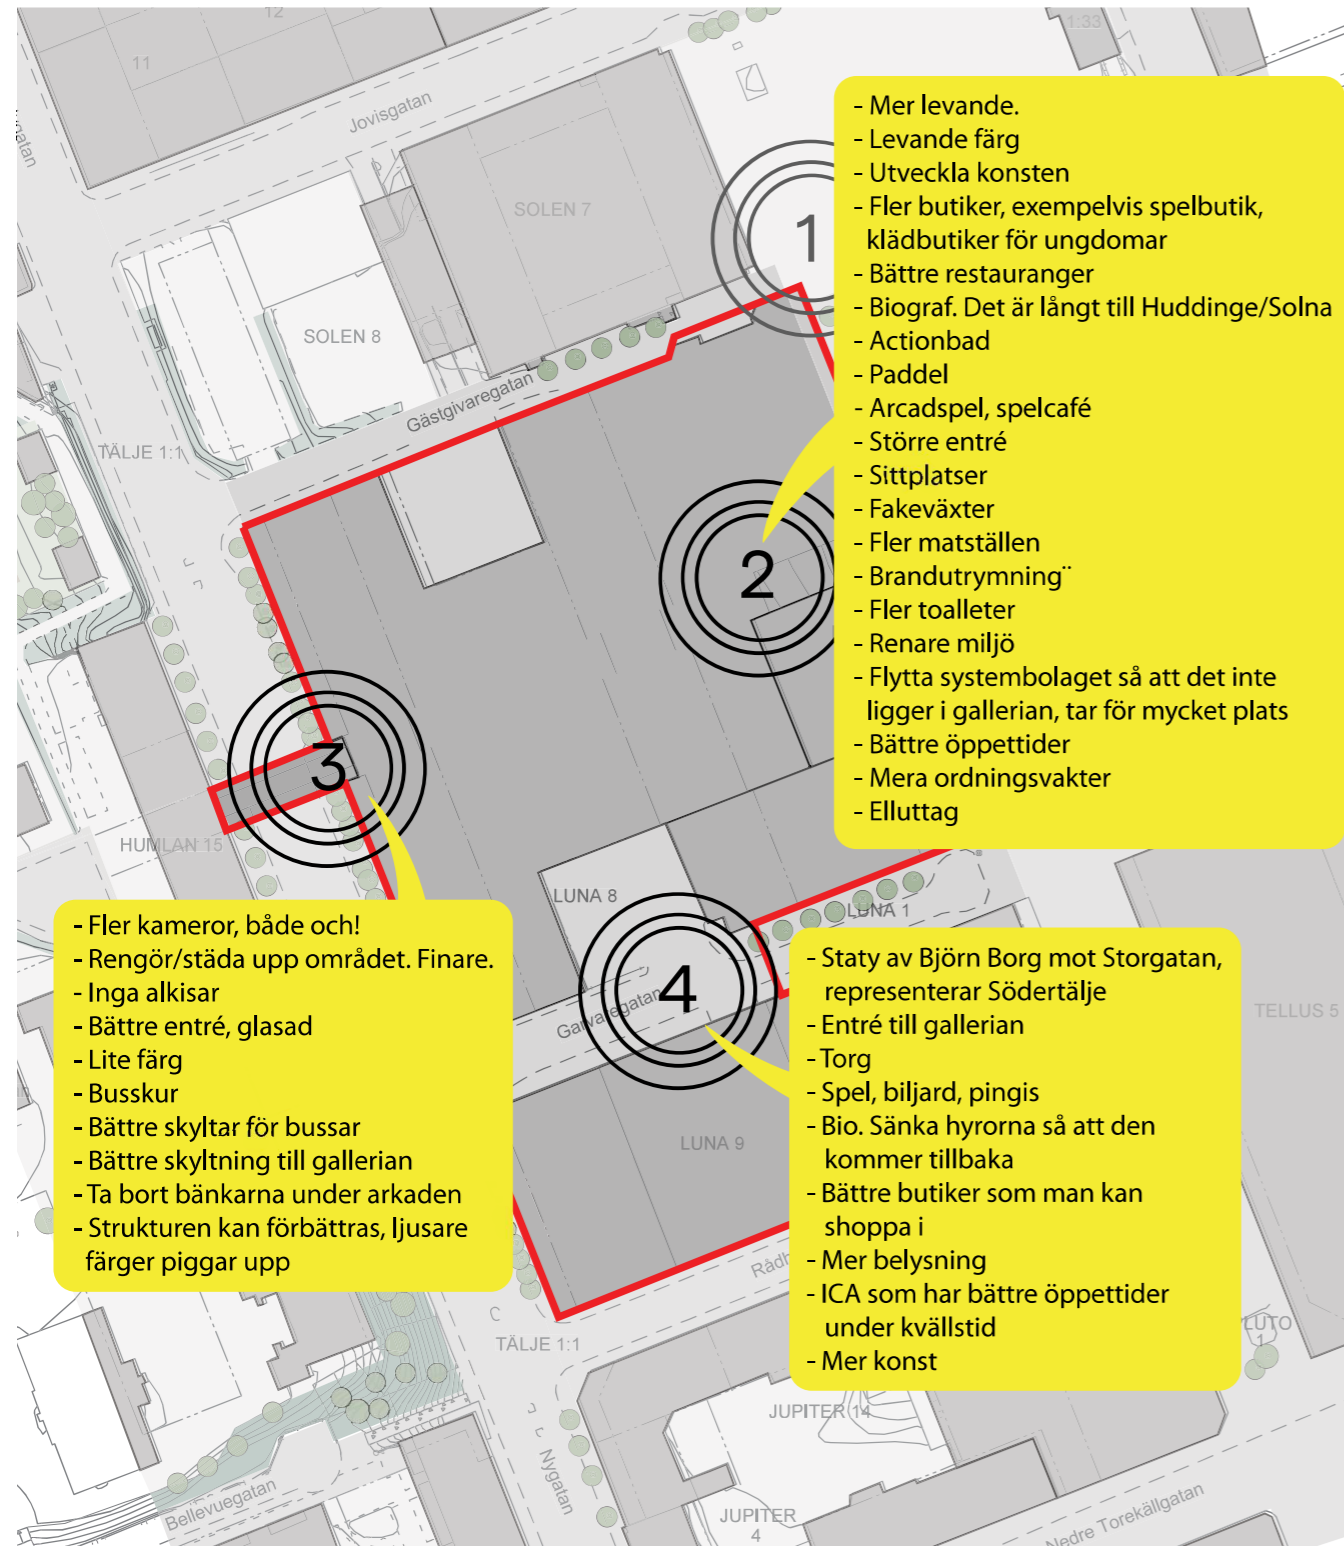 12
11
1:33
Jovisgatan
SOLEN 7
SOLEN 8
Gästgivaregatan
TÄLJE 1:1
1
- Mer levande.
- Levande färg
- Utveckla konsten
- Fler butiker, exempelvis spelbutik,
klädbutiker för ungdomar
- Bättre restauranger
- Biograf. Det är långt till Huddinge/Solna
- Actionbad
- Paddel
- Arcadspel, spelcafé
- Större entré
- Sittplatser
- Fakeväxter
- Fler matställen
- Brandutrymning¨
- Fler toalleter
- Renare miljö
- Flytta systembolaget så att det inte
ligger i gallerian, tar för mycket plats
- Bättre öppettider
- Mera ordningsvakter
- Elluttag
2
3
HUMLAN 15
LUNA 8
LUNA 1
4
Garvaregatan
- Fler kameror, både och!
- Rengör/städa upp området. Finare.
- Inga alkisar
- Bättre entré, glasad
- Lite färg
- Busskur
- Bättre skyltar för bussar
- Bättre skyltning till gallerian
- Ta bort bänkarna under arkaden
- Strukturen kan förbättras, ljusare
färger piggar upp
- Staty av Björn Borg mot Storgatan,
representerar Södertälje
- Entré till gallerian
- Torg
- Spel, biljard, pingis
- Bio. Sänka hyrorna så att den
kommer tillbaka
- Bättre butiker som man kan
shoppa i
- Mer belysning
- ICA som har bättre öppettider
under kvällstid
- Mer konst
TELLUS 5
LUNA 9
Rådh
TÄLJE 1:1
LUTO
1
JUPITER 14
Nygatan
Bellevuegatan
JUPITER
4
Nedre Torekällgatan